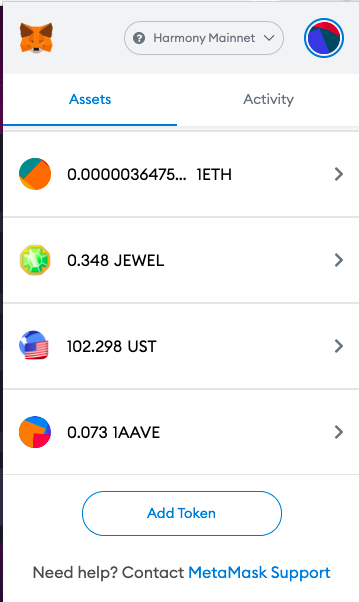 Harmony Mainnet
Assets Activity
0.0000036475... 1ETH
0.348 JEWEL
102.298 UST
0.073 1AAVE
Add Token
Need help? Contact MetaMask Support